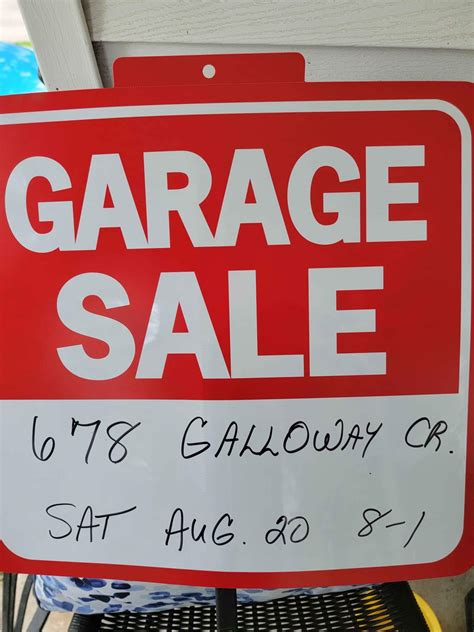 GARAGE
SALE
678 GALLOWAY CR.
SAT AUG. 20 8-1